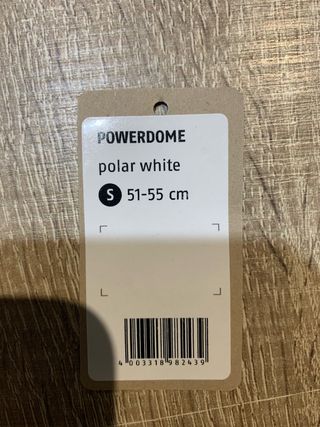 POWERDOME
polar white
S 51-55 cm
4 003318 982439